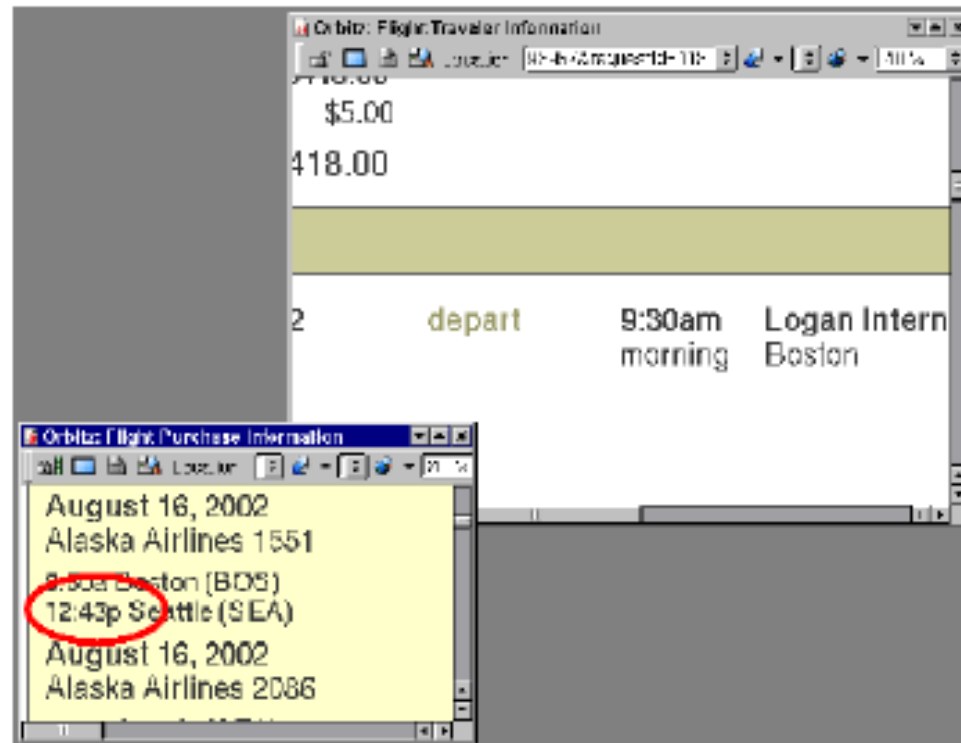 Orbitz: Flight Traveler Information
Location
$5.00
418.00
2 depart 9:30am Logan Intern
morning Boston
Orbitz: Flight Purchase Information
Location
August 16, 2002
Alaska Airlines 1551
Boston (BOS)
12:43p Seattle (SEA)
August 16, 2002
Alaska Airlines 2086